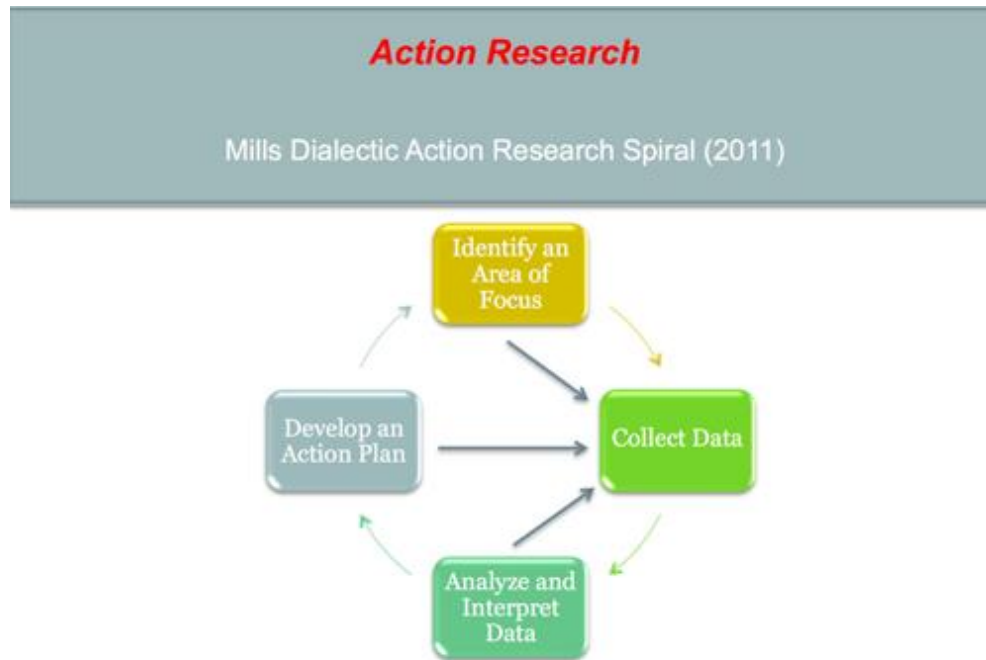 Action Research
Mills Dialectic Action Research Spiral (2011)
Identify an
Area of
Focus
Develop an
Action Plan
Collect Data
Analyze and
Interpret
Data